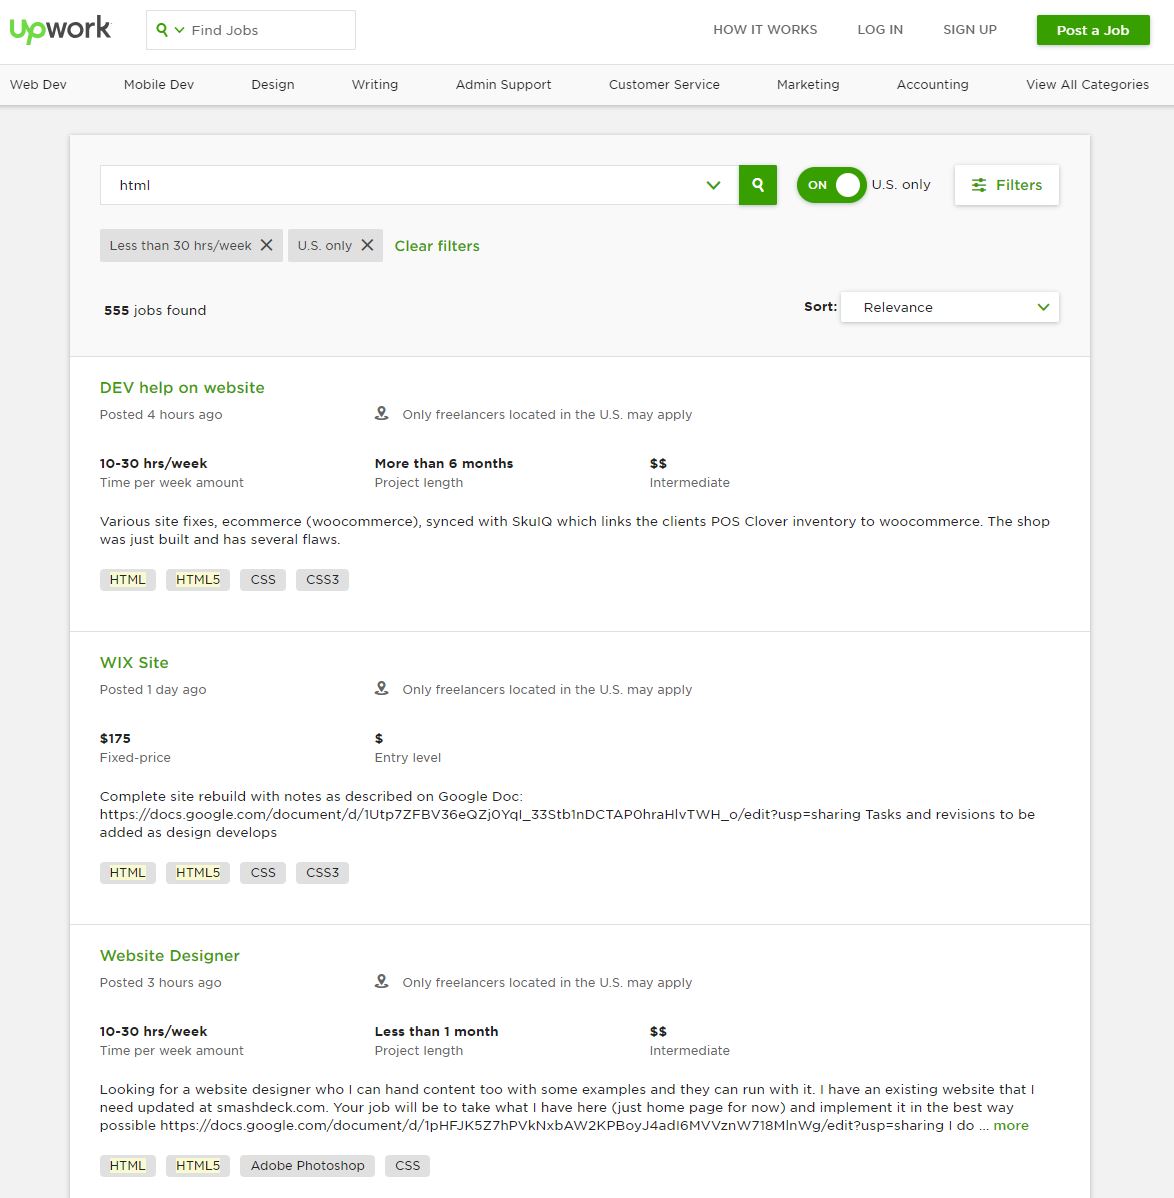 upwork
Find Jobs
HOW IT WORKS
LOG IN
SIGN UP
Post a Job
Web Dev
Mobile Dev
Design
Writing
Admin Support
Customer Service
Marketing
Accounting
View All Categories
html
ON
U.S. only
Filters
Less than 30 hrs/week
U.S. only
Clear filters
555 jobs found
Sort:
Relevance
DEV help on website
Posted 4 hours ago
Only freelancers located in the U.S. may apply
10-30 hrs/week
More than 6 months
$$
Time per week amount
Project length
Intermediate
Various site fixes, ecommerce (woocommerce), synced with SkuIQ which links the clients POS Clover inventory to woocommerce. The shop
was just built and has several flaws.
HTML
HTML5
CSS
CSS3
WIX Site
Posted 1 day ago
Only freelancers located in the U.S. may apply
$175
$
Fixed-price
Entry level
Complete site rebuild with notes as described on Google Doc:
https://docs.google.com/document/d/1Utp7ZFBV36eQZj0YqI_33Stb1nDCTAP0hraHlvTWH_o/edit?usp=sharing Tasks and revisions to be
added as design develops
HTML
HTML5
CSS
CSS3
Website Designer
Posted 3 hours ago
Only freelancers located in the U.S. may apply
10-30 hrs/week
Less than 1 month
$$
Time per week amount
Project length
Intermediate
Looking for a website designer who I can hand content too with some examples and they can run with it. I have an existing website that I
need updated at smashdeck.com. Your job will be to take what I have here (just home page for now) and implement it in the best way
possible https://docs.google.com/document/d/1pHFJK5Z7hPVkNxbAW2KPBoyJ4adI6MVVznW718MlnWg/edit?usp=sharing I do ... more
HTML
HTML5
Adobe Photoshop
CSS